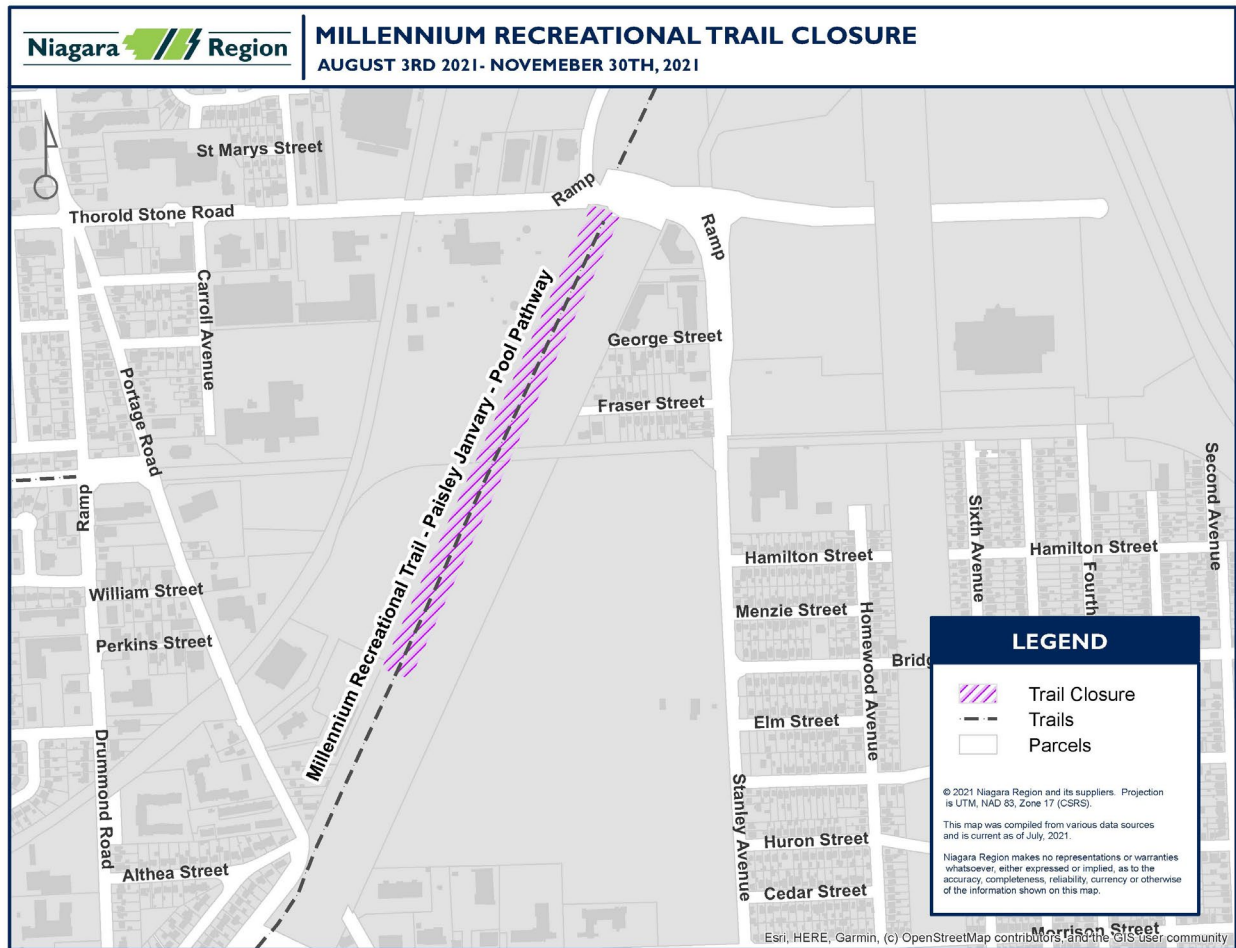 Niagara Region
MILLENNIUM RECREATIONAL TRAIL CLOSURE
AUGUST 3RD 2021- NOVEMEBER 30TH, 2021
St Marys Street
Ramp
Thorold Stone Road
Ramp
Carroll Avenue
Millennium Recreational Trail - Paisley Janvary - Pool Pathway
George Street
Portage Road
Fraser Street
Second Avenue
Ramp
Sixth Avenue
Hamilton Street
Hamilton Street
Fourth
William Street
Menzie Street
Homewood Avenue
Perkins Street
Bridg
Elm Street
Drummond Road
Stanley Avenue
Huron Street
Althea Street
Cedar Street
Morrison Street
LEGEND
Trail Closure
Trails
Parcels
© 2021 Niagara Region and its suppliers. Projection
is UTM, NAD 83, Zone 17 (CSRS).
This map was compiled from various data sources
and is current as of July, 2021.
Niagara Region makes no representations or warranties
whatsoever, either expressed or implied, as to the
accuracy, completeness, reliability, currency or otherwise
of the information shown on this map.
Esri, HERE, Garmin, (c) OpenStreetMap contributors, and the GIS user community